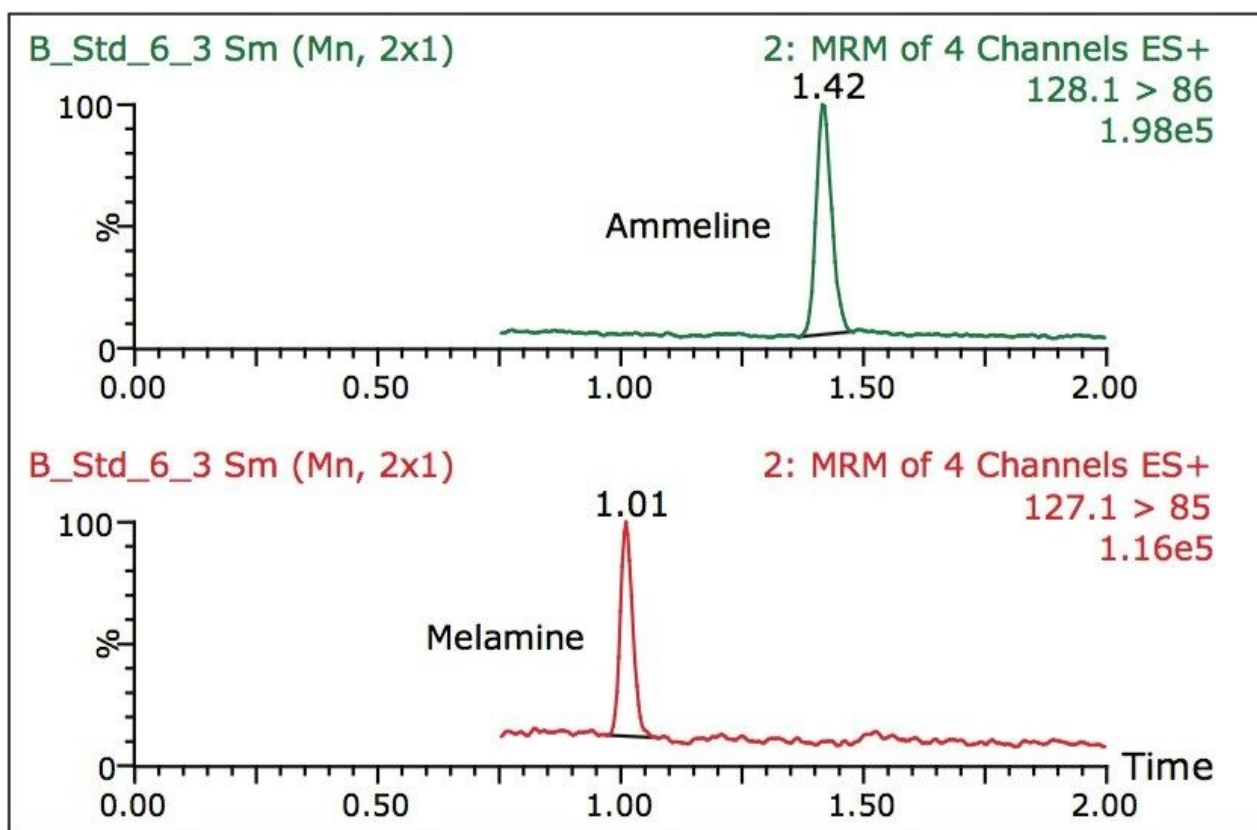 B_Std_6_3 Sm (Mn, 2x1)
2: MRM of 4 Channels ES+
128.1 > 86
1.98e5
1.42
100
%
0
Ammeline
0.00 0.50 1.00 1.50 2.00
B_Std_6_3 Sm (Mn, 2x1)
2: MRM of 4 Channels ES+
127.1 > 85
1.16e5
1.01
100
%
0
Melamine
Time
0.00 0.50 1.00 1.50 2.00